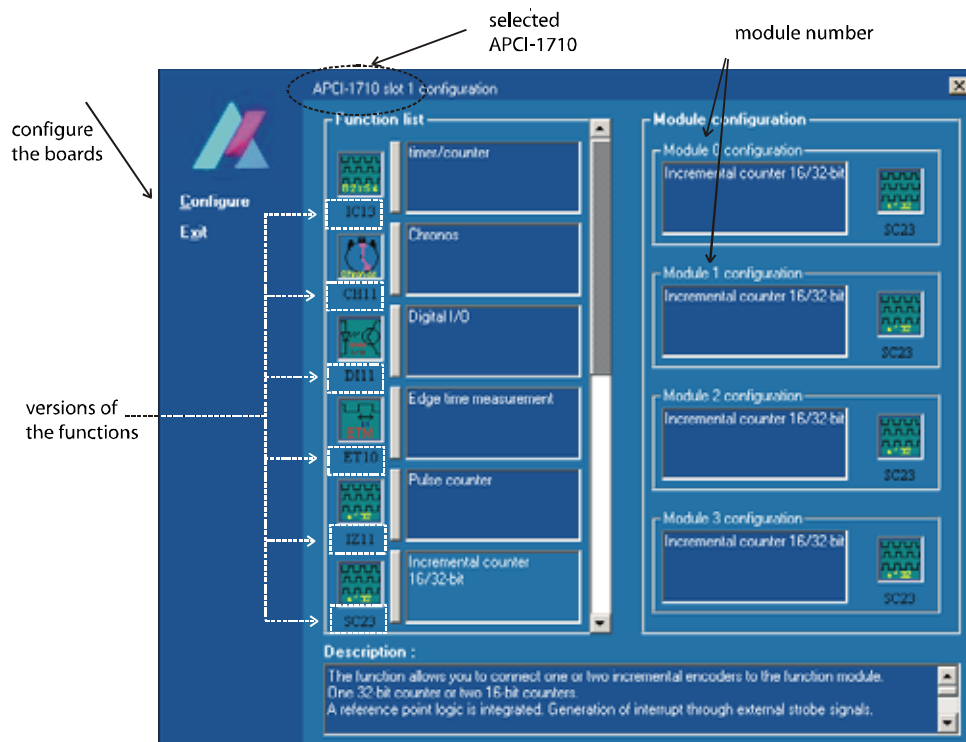 selected
APCI-1710
module number
configure
the boards
versions of
the functions
APCI-1710 slot 1 configuration
Configure
Exit
Function list
timer/counter
IC13
Chronos
CH11
Digital I/O
DI11
Edge time measurement
ETM
ET10
Pulse counter
IZ11
Incremental counter
16/32-bit
SC23
Module configuration
Module 0 configuration
Incremental counter 16/32-bit
SC23
Module 1 configuration
Incremental counter 16/32-bit
SC23
Module 2 configuration
Incremental counter 16/32-bit
SC23
Module 3 configuration
Incremental counter 16/32-bit
SC23
Description :
The function allows you to connect one or two incremental encoders to the function module.
One 32-bit counter or two 16-bit counters.
A reference point logic is integrated. Generation of interrupt through external strobe signals.